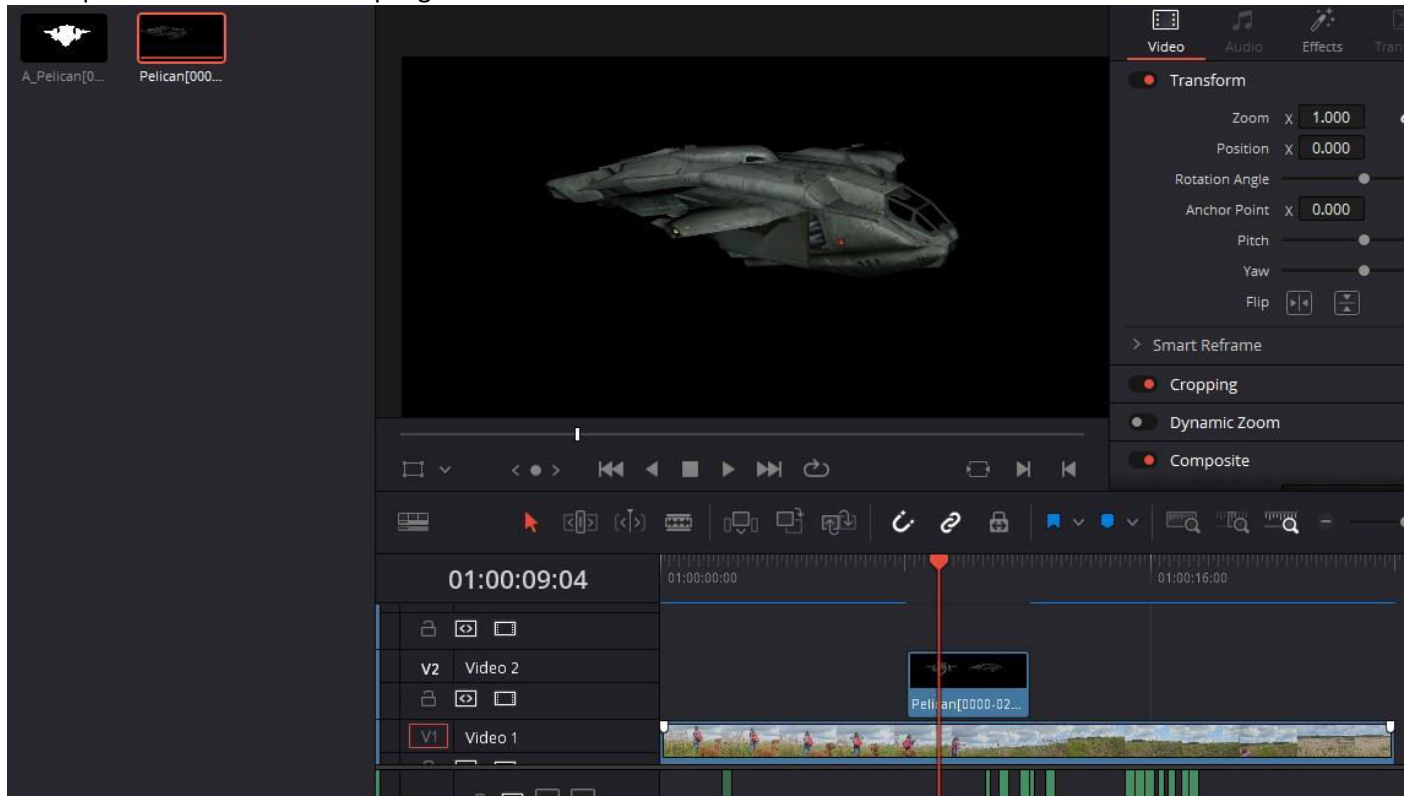 A_Pelican[0...
Pelican[000...
Video
Audio
Effects
Transform
Zoom X 1.000
Position X 0.000
Rotation Angle
Anchor Point X 0.000
Pitch
Yaw
Flip
Smart Reframe
Cropping
Dynamic Zoom
Composite
01:00:09:04
01:00:00:00
01:00:16:00
V2 Video 2
Pelican[0000-02...
V1 Video 1